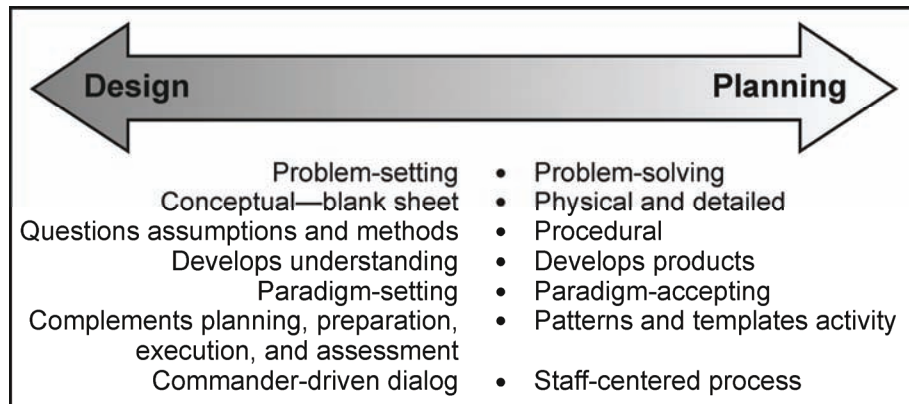 Design Planning
Problem-setting • Problem-solving
Conceptual—blank sheet • Physical and detailed
Questions assumptions and methods • Procedural
Develops understanding • Develops products
Paradigm-setting • Paradigm-accepting
Complements planning, preparation, • Patterns and templates activity
execution, and assessment
Commander-driven dialog • Staff-centered process